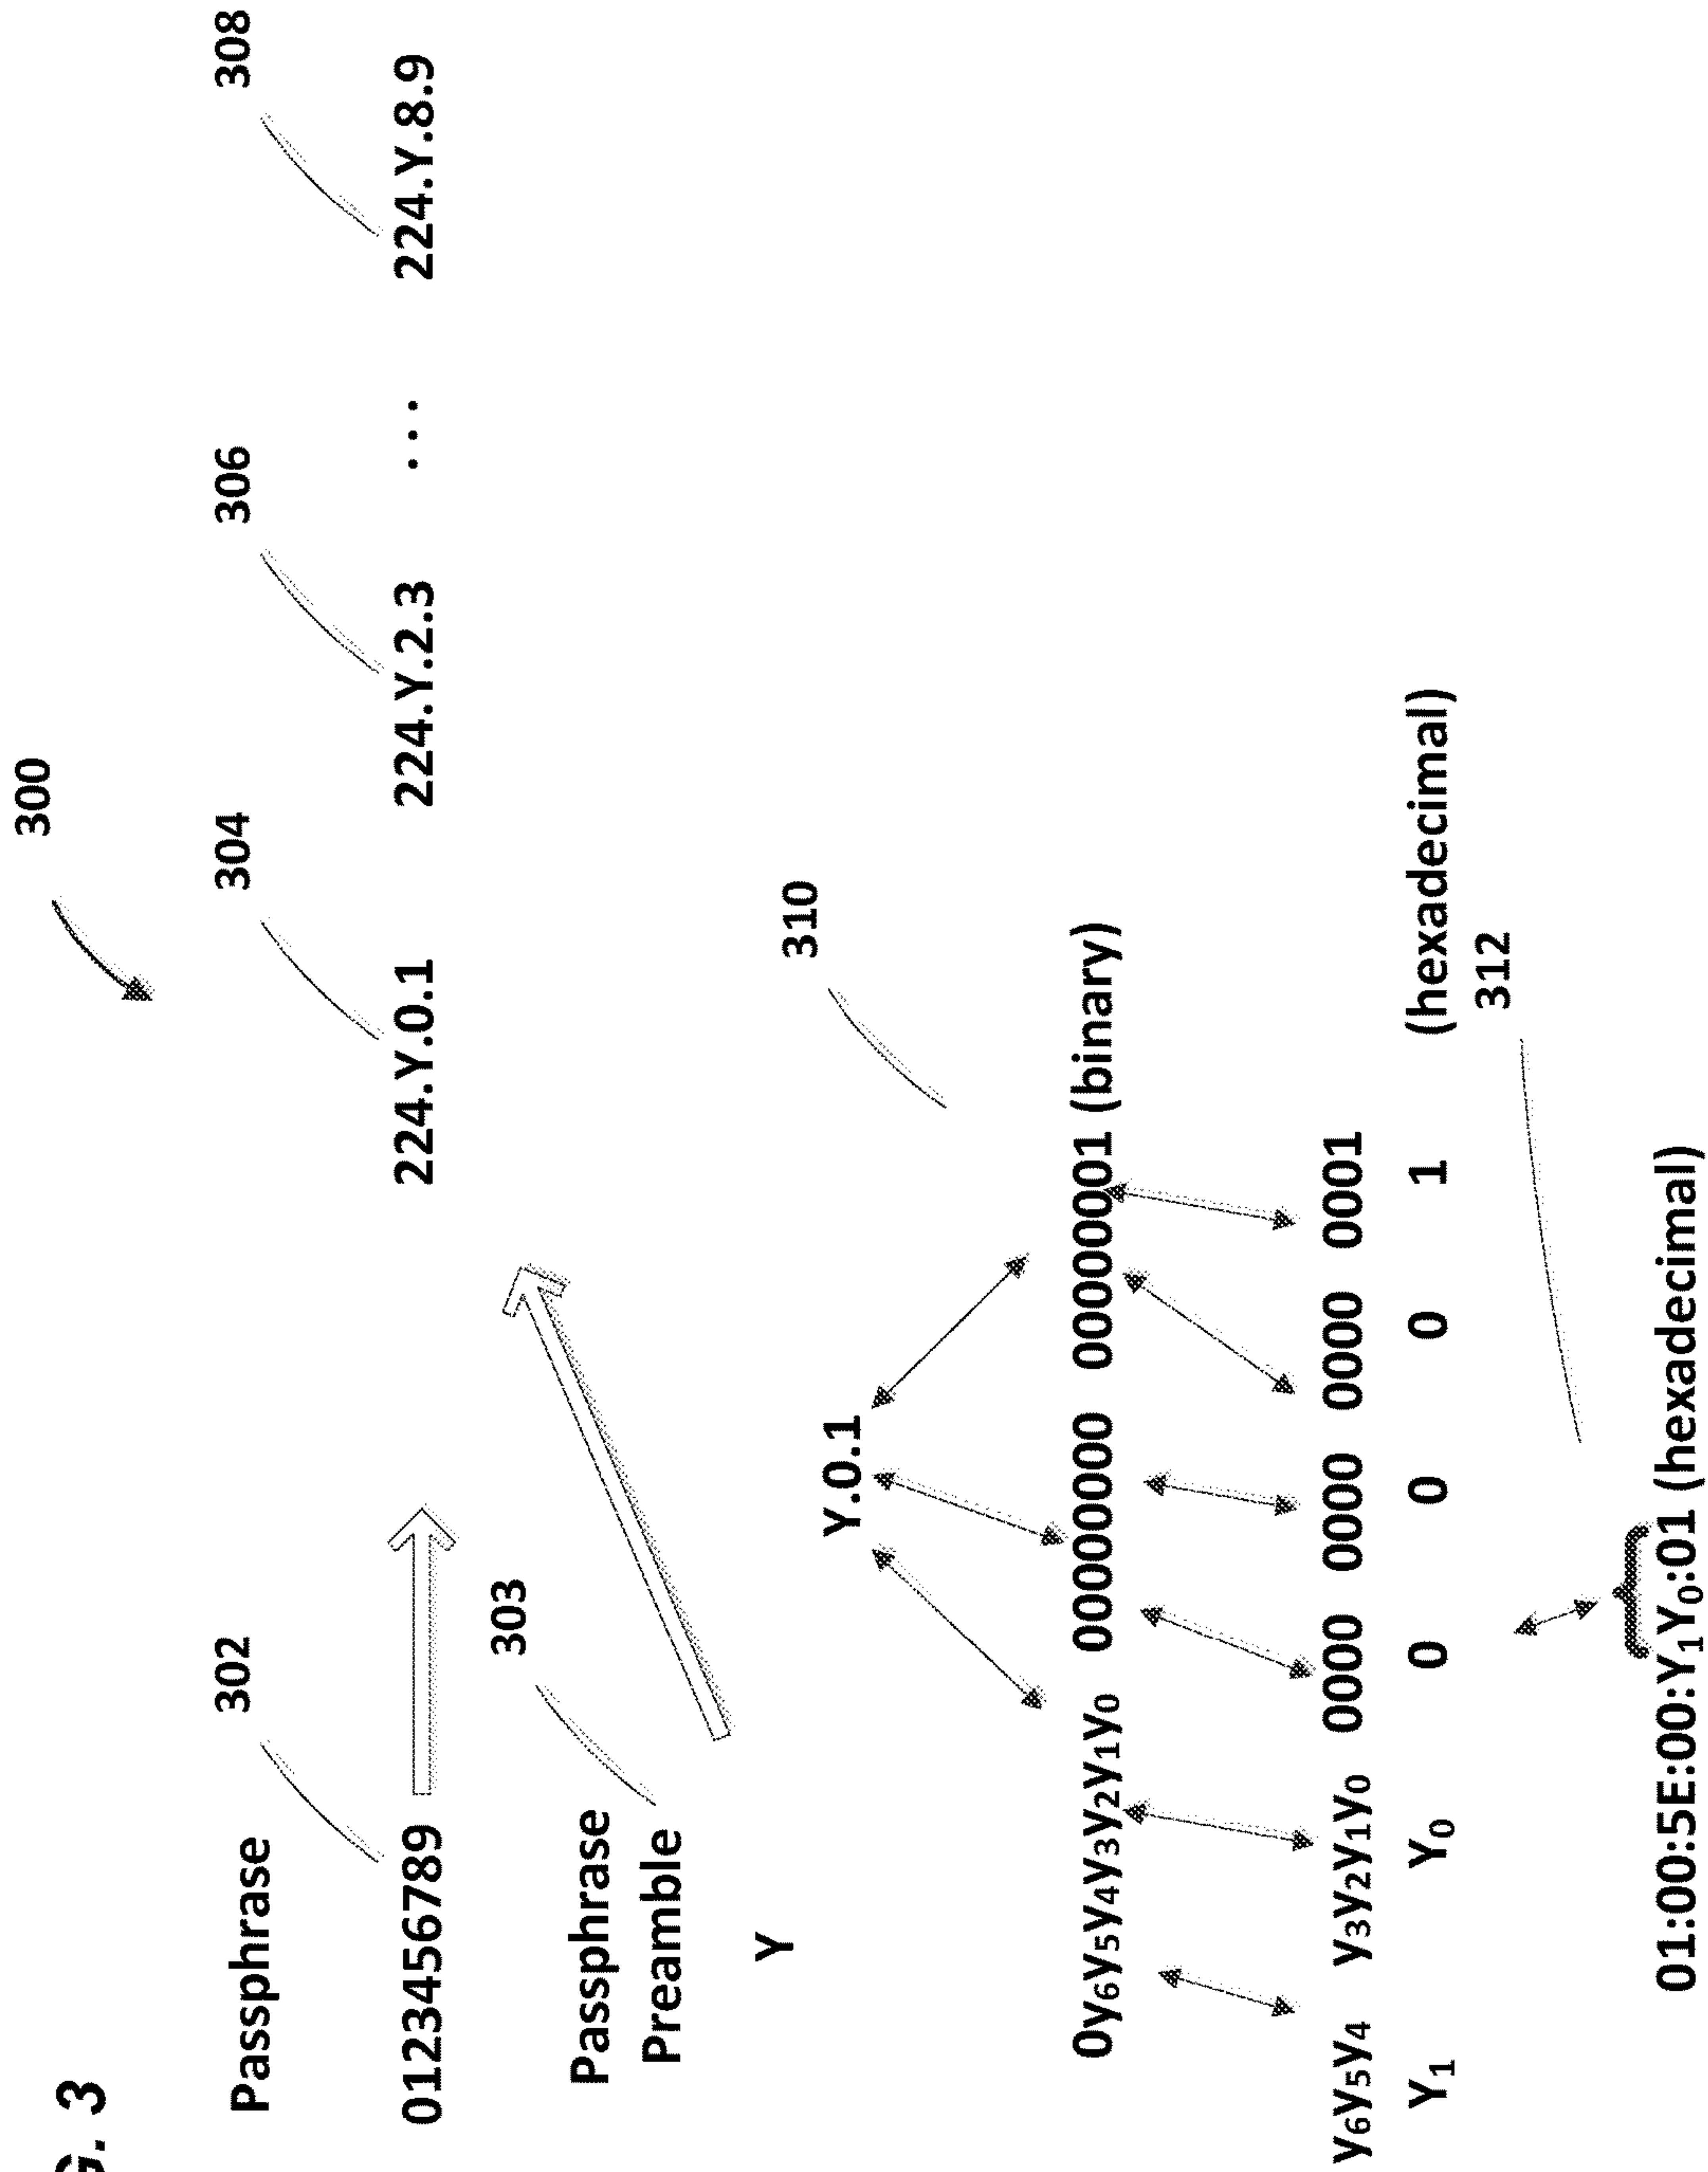 G. 3
300
Passphrase
302
304
306
308
0123456789
224.Y.0.1
224.Y.2.3
...
224.Y.8.9
303
Passphrase
Preamble
Y
310
Y.0.1
0y₆y₅y₄y₃y₂y₁y₀ 00000000 00000001 (binary)
y₆y₅y₄ y₃y₂y₁y₀ 0000 0000 0000 0001
Y₁ Y₀ 0 0 0 1 (hexadecimal)
312
01:00:5E:00:Y₁Y₀:01 (hexadecimal)